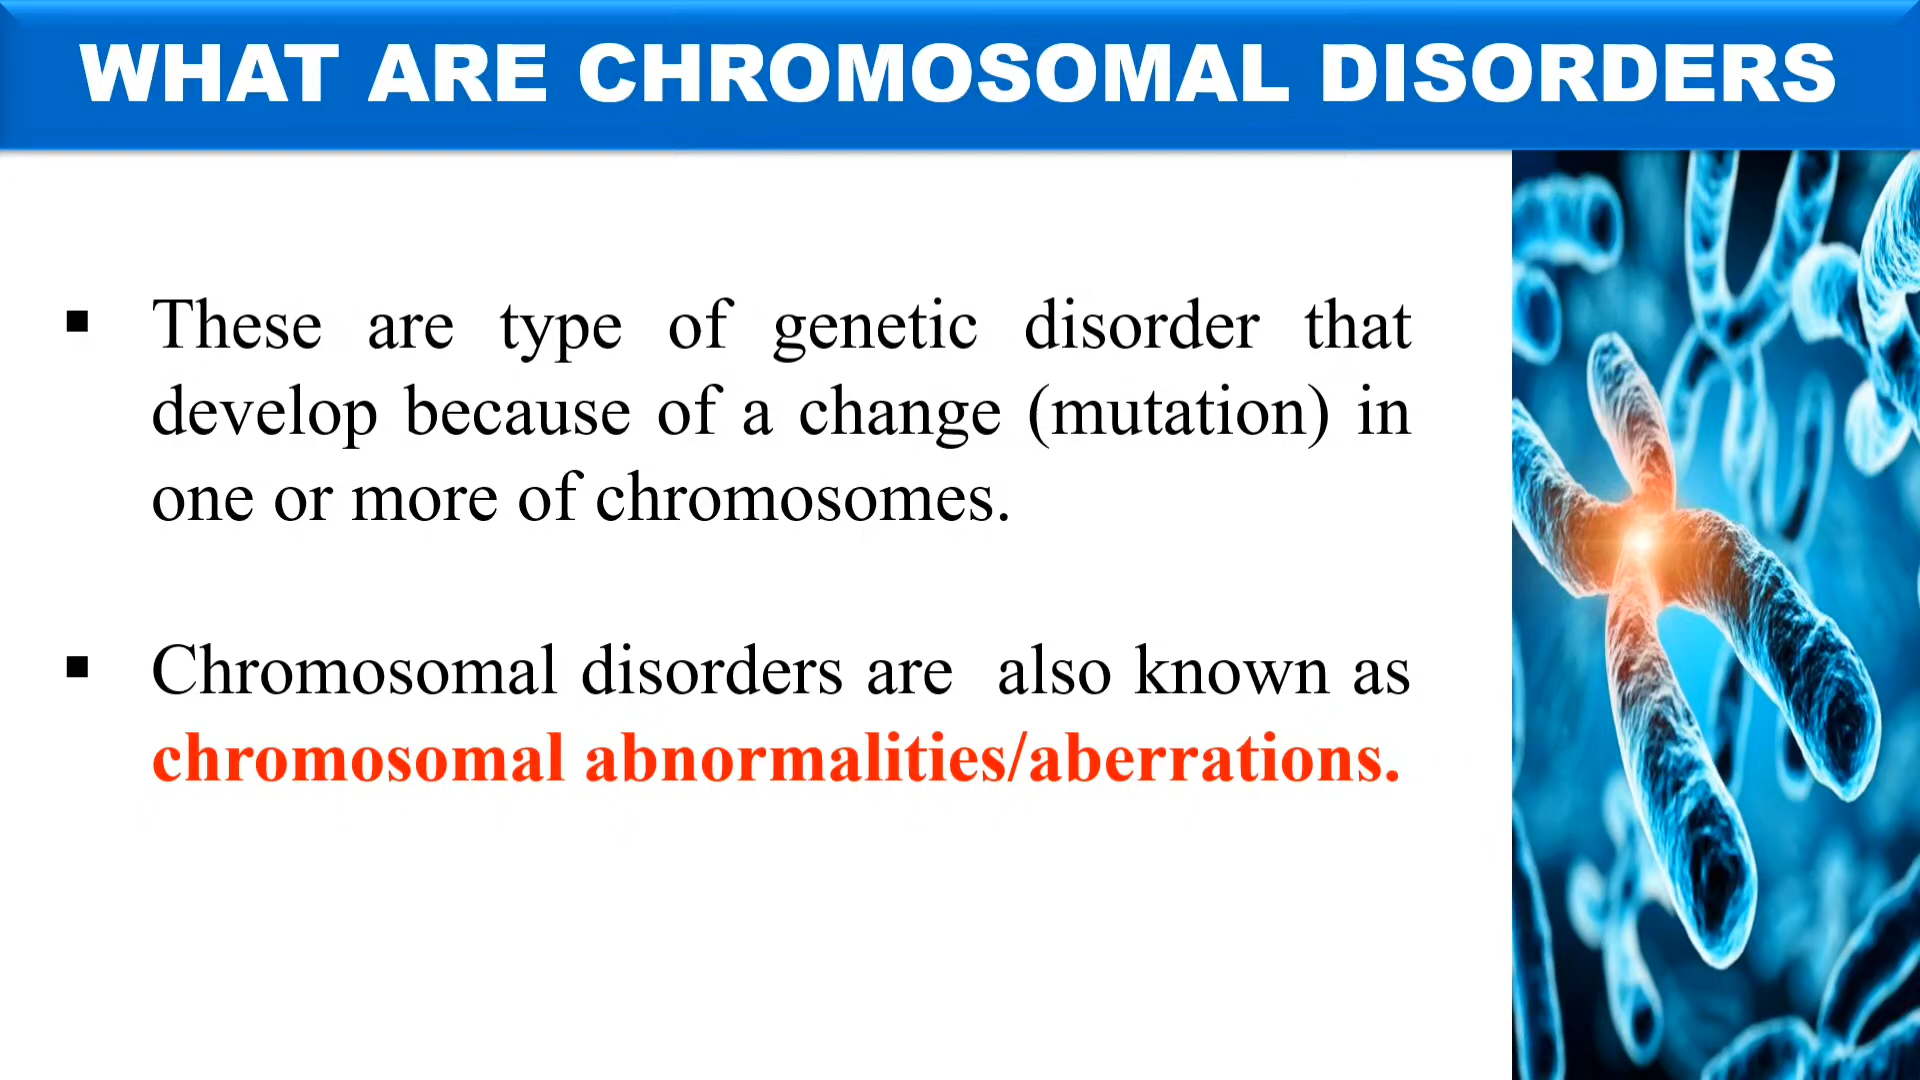 WHAT ARE CHROMOSOMAL DISORDERS
▪ These are type of genetic disorder that
develop because of a change (mutation) in
one or more of chromosomes.
▪ Chromosomal disorders are also known as
chromosomal abnormalities/aberrations.